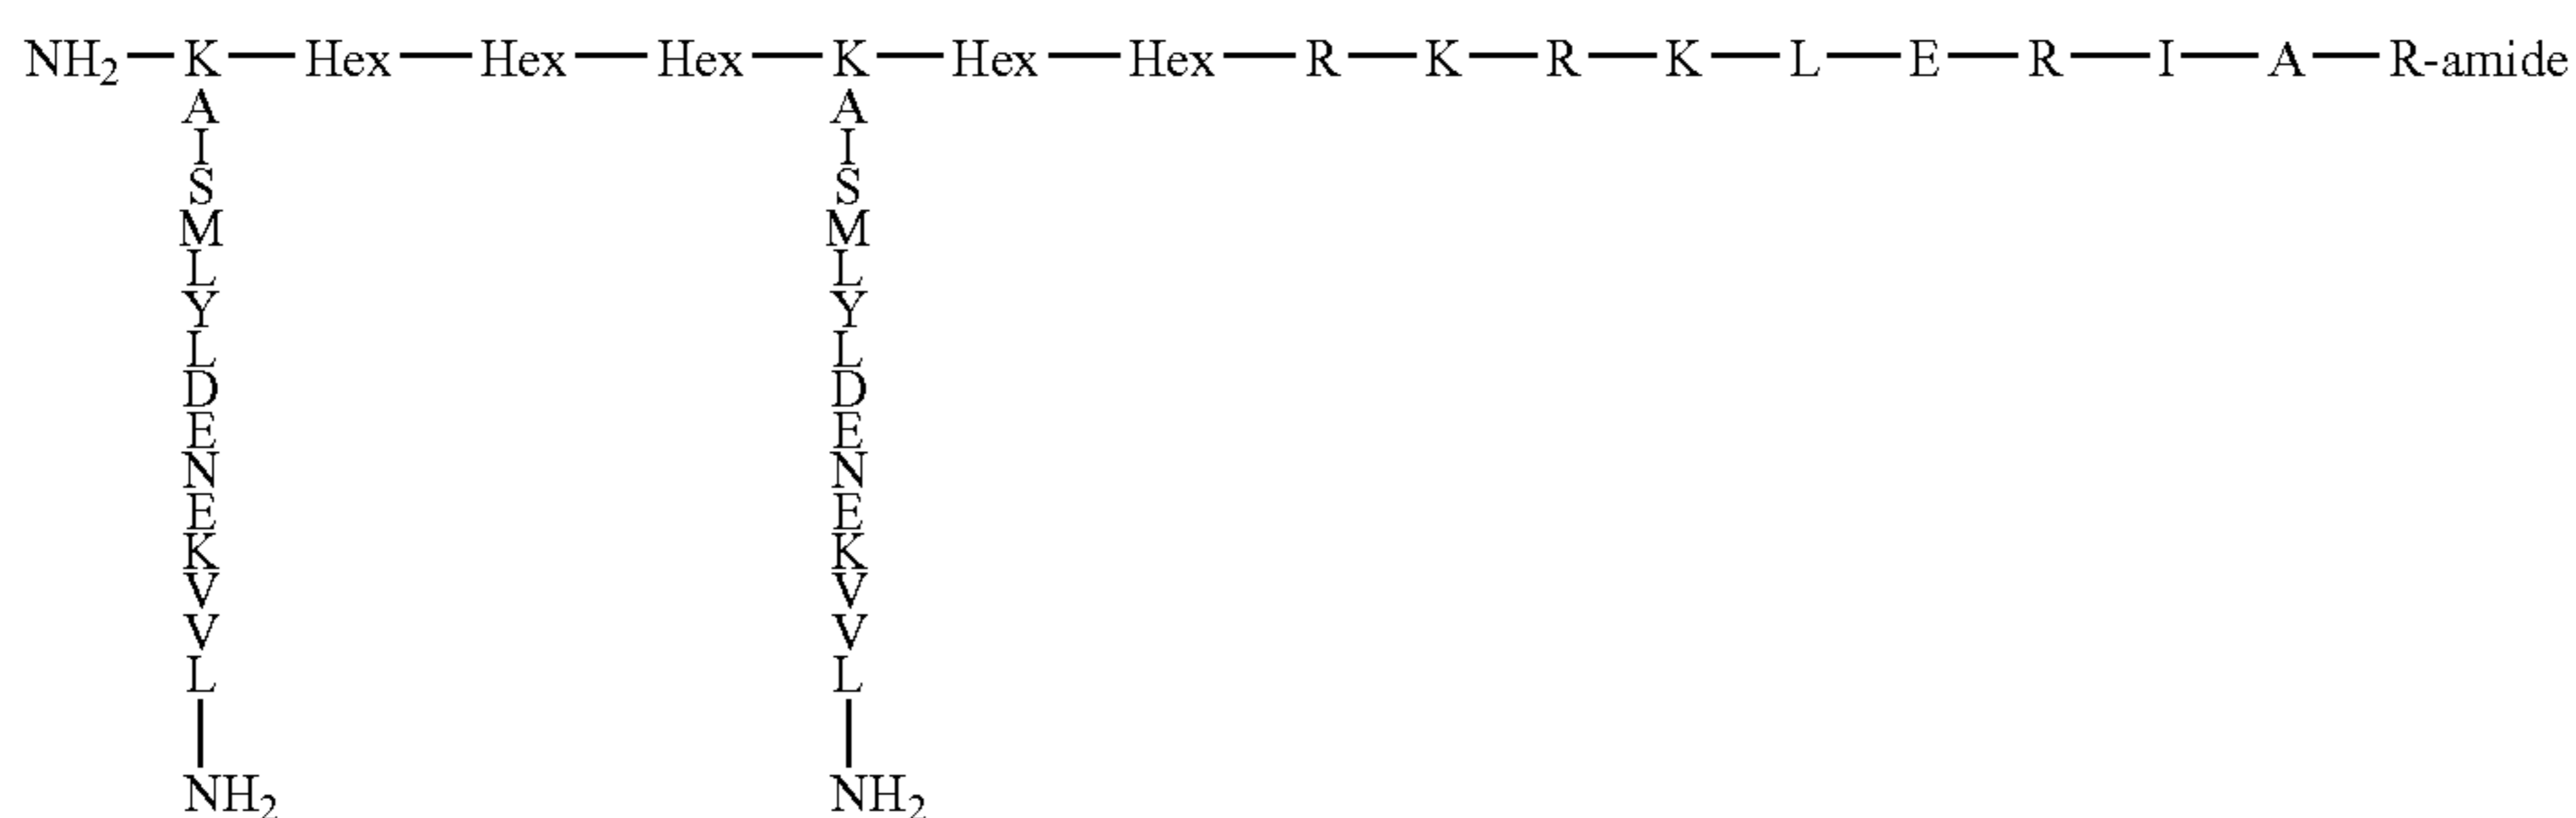 NH₂—K—Hex—Hex—Hex—K—Hex—Hex—R—K—R—K—L—E—R—I—A—R-amide
A A
I I
S S
M M
L L
Y Y
L L
D D
E E
N N
E E
K K
V V
V V
L L
NH₂ NH₂